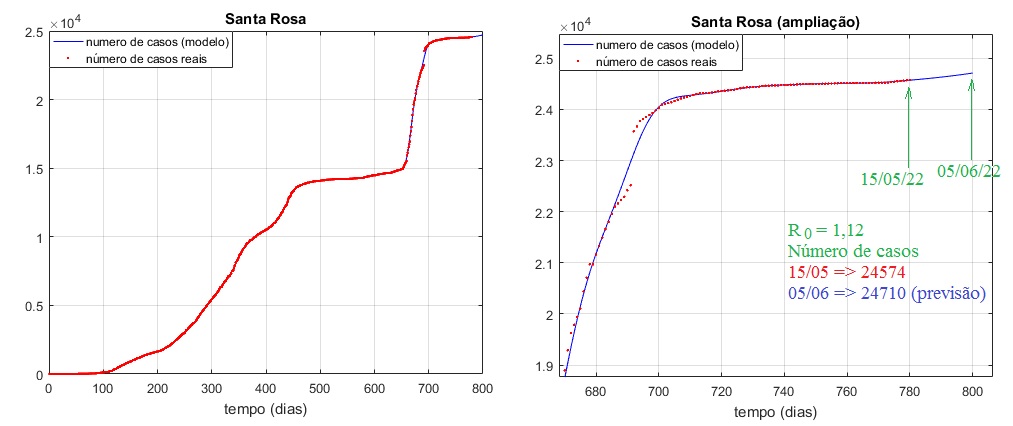 Santa Rosa
×10⁴
numero de casos (modelo)
número de casos reais
2.5
2
1.5
1
0.5
0
0 100 200 300 400 500 600 700 800
tempo (dias)
Santa Rosa (ampliação)
×10⁴
numero de casos (modelo)
número de casos reais
2.5
2.4
2.3
2.2
2.1
2
1.9
15/05/22
05/06/22
R 0 = 1,12
Número de casos
15/05 => 24574
05/06 => 24710 (previsão)
680 700 720 740 760 780 800
tempo (dias)